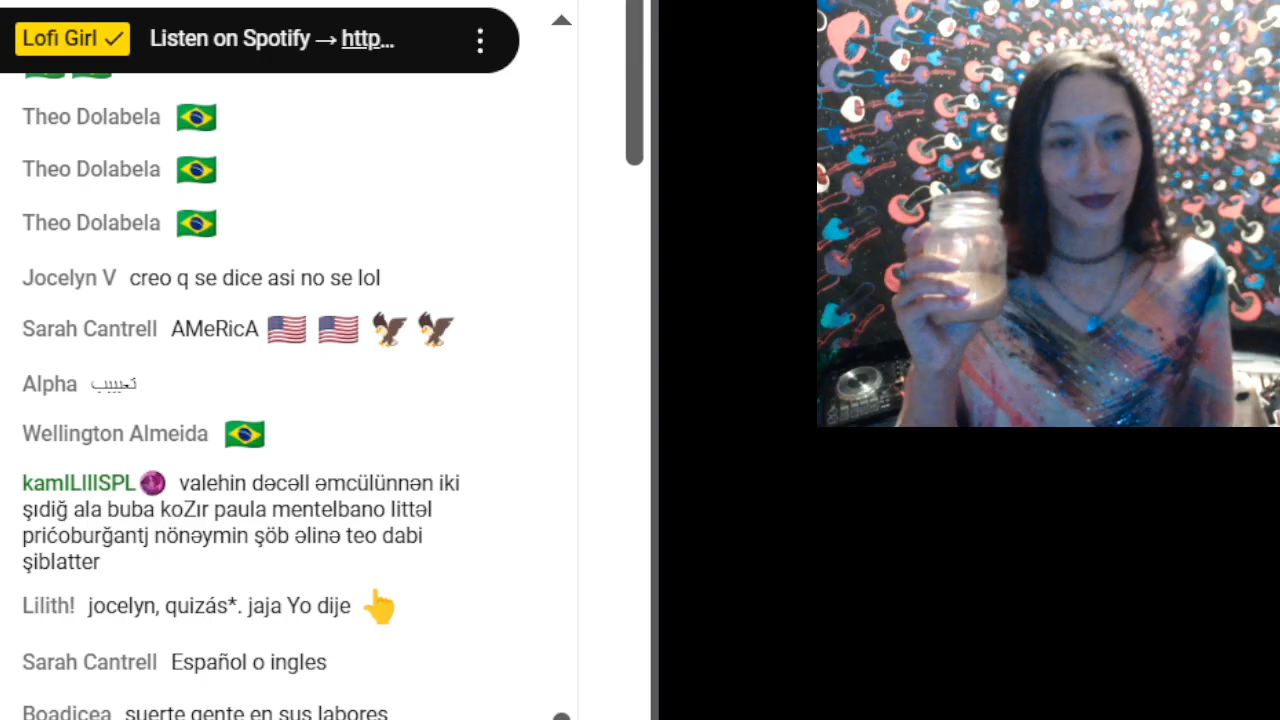 Lofi Girl Listen on Spotify → http...
Theo Dolabela
Theo Dolabela
Theo Dolabela
Jocelyn V creo q se dice asi no se lol
Sarah Cantrell AMeRicA
Alpha
Wellington Almeida
kamILIIISPL valehin dəcəll əmcülünnən iki
şıdiğ ala buba koZır paula mentelbano littəl
prićoburğantj nönəymin şöb əlinə teo dabi
şiblatter
Lilith! jocelyn, quizás*. jaja Yo dije
Sarah Cantrell Español o ingles
Boadicea suerte gente en sus labores